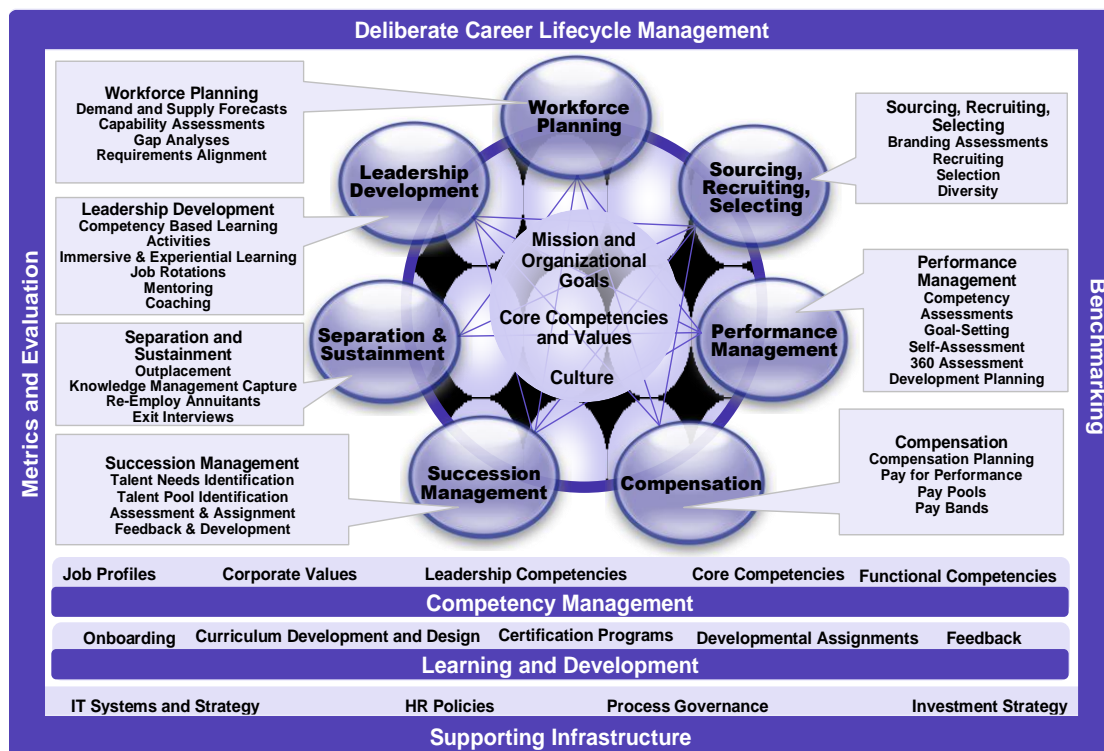 Deliberate Career Lifecycle Management
Workforce Planning
Demand and Supply Forecasts
Capability Assessments
Gap Analyses
Requirements Alignment
Leadership Development
Competency Based Learning
Activities
Immersive & Experiential Learning
Job Rotations
Mentoring
Coaching
Separation and
Sustainment
Outplacement
Knowledge Management Capture
Re-Employ Annuitants
Exit Interviews
Succession Management
Talent Needs Identification
Talent Pool Identification
Assessment & Assignment
Feedback & Development
Workforce
Planning
Leadership
Development
Sourcing,
Recruiting,
Selecting
Separation &
Sustainment
Performance
Management
Succession
Management
Compensation
Mission and
Organizational
Goals
Core Competencies
and Values
Culture
Sourcing, Recruiting,
Selecting
Branding Assessments
Recruiting
Selection
Diversity
Performance
Management
Competency
Assessments
Goal-Setting
Self-Assessment
360 Assessment
Development Planning
Compensation
Compensation Planning
Pay for Performance
Pay Pools
Pay Bands
Metrics and Evaluation
Benchmarking
Job Profiles Corporate Values Leadership Competencies Core Competencies Functional Competencies
Competency Management
Onboarding Curriculum Development and Design Certification Programs Developmental Assignments Feedback
Learning and Development
IT Systems and Strategy HR Policies Process Governance Investment Strategy
Supporting Infrastructure